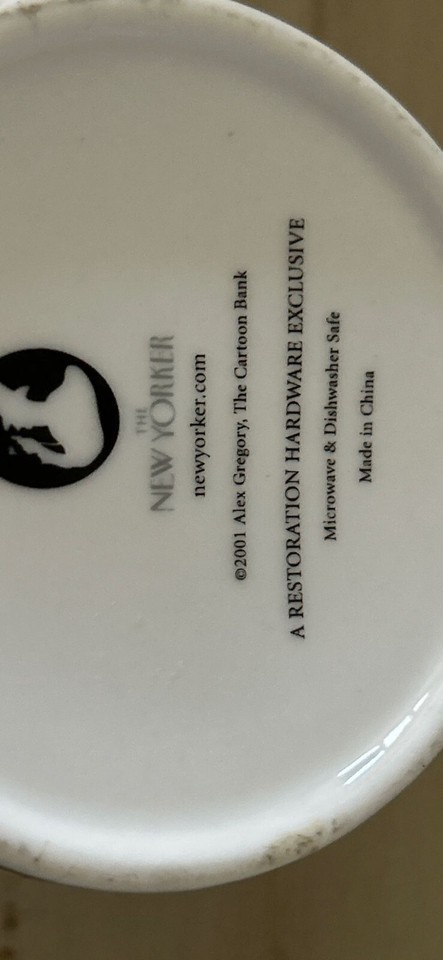 THE
NEW YORKER
newyorker.com
©2001 Alex Gregory, The Cartoon Bank
A RESTORATION HARDWARE EXCLUSIVE
Microwave & Dishwasher Safe
Made in China